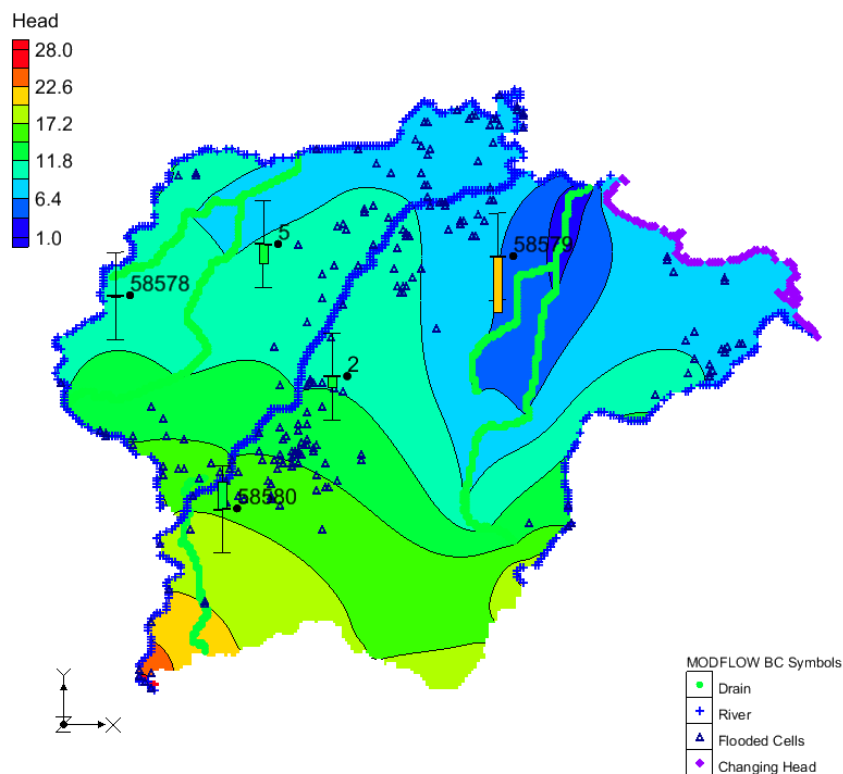 Head
28.0
22.6
17.2
11.8
6.4
1.0
5
58579
58578
2
58580
Y
Z
X
MODFLOW BC Symbols
Drain
River
Flooded Cells
Changing Head